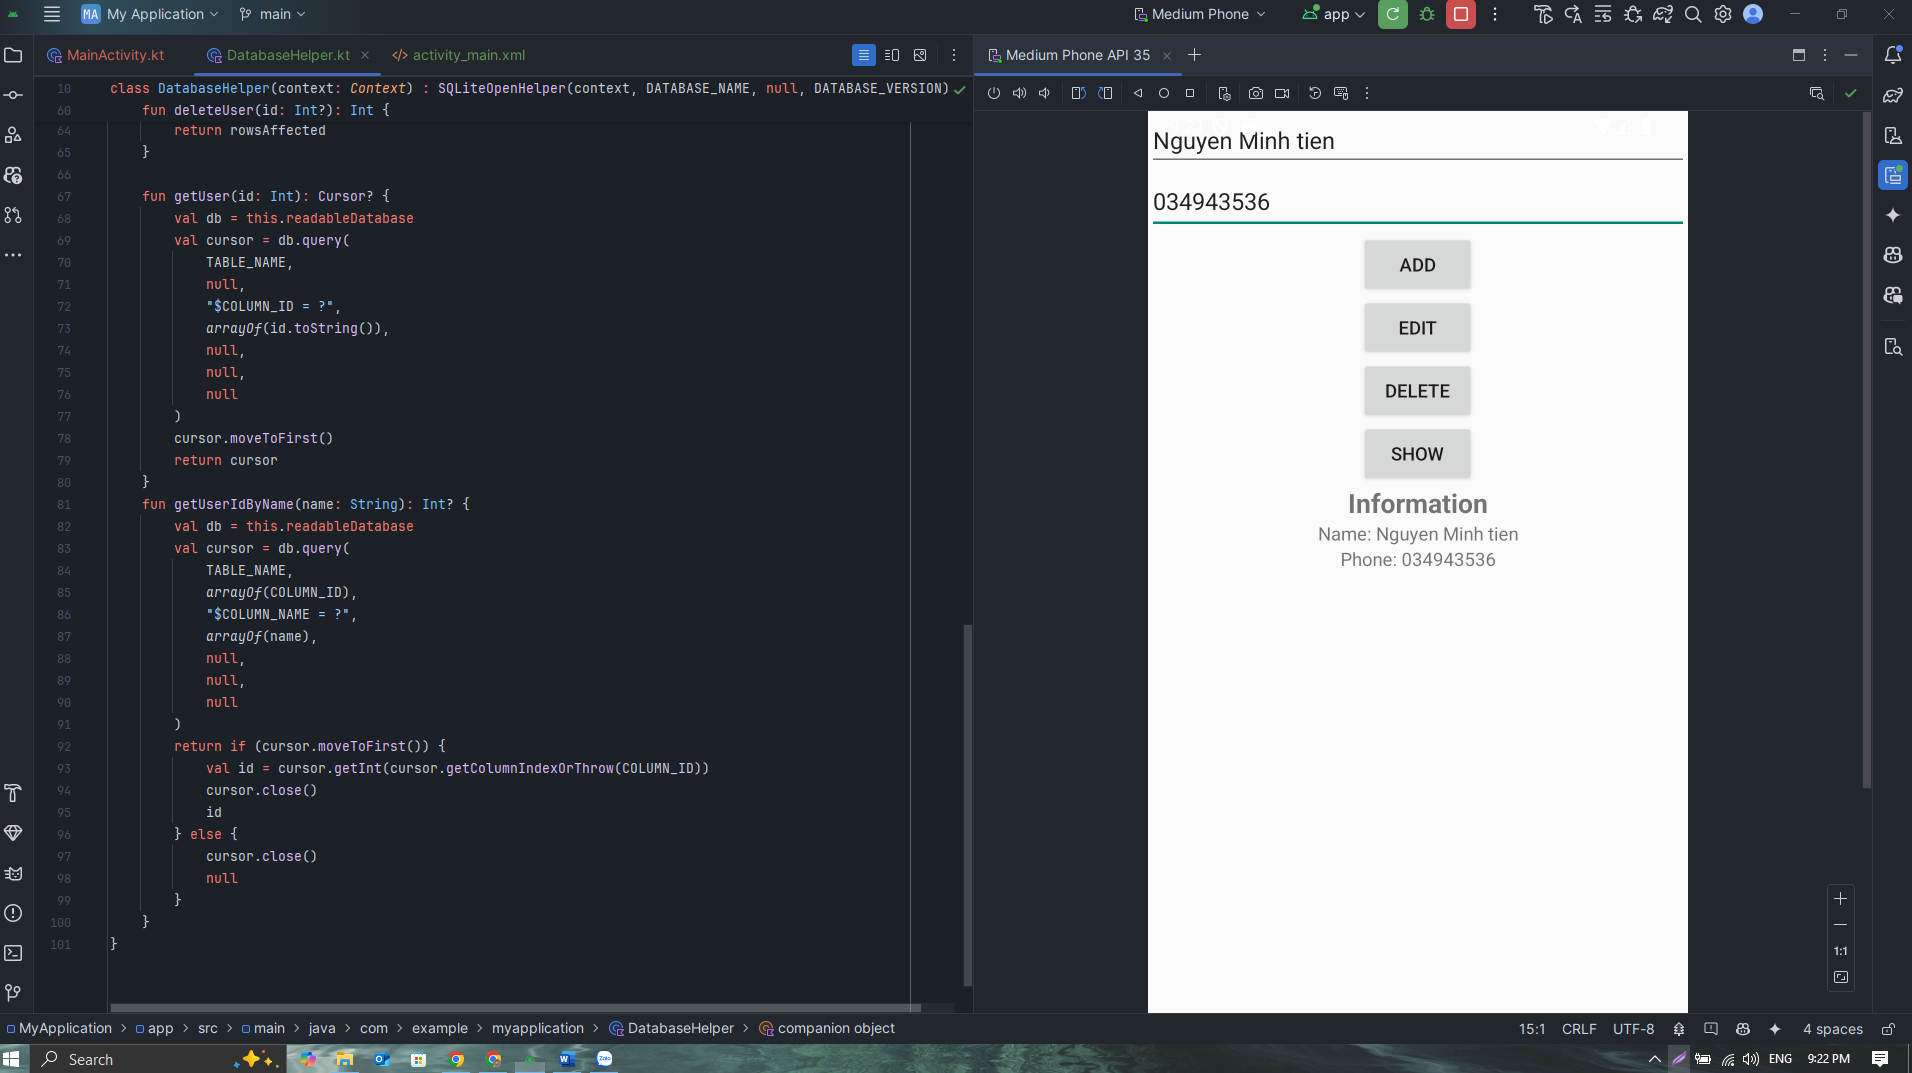 MA My Application main Medium Phone app
MainActivity.kt DatabaseHelper.kt activity_main.xml
Medium Phone API 35
10 class DatabaseHelper(context: Context) : SQLiteOpenHelper(context, DATABASE_NAME, null, DATABASE_VERSION)
60 fun deleteUser(id: Int?): Int {
64 return rowsAffected
65 }
66
67 fun getUser(id: Int): Cursor? {
68 val db = this.readableDatabase
69 val cursor = db.query(
70 TABLE_NAME,
71 null,
72 "$COLUMN_ID = ?",
73 arrayOf(id.toString()),
74 null,
75 null,
76 null
77 )
78 cursor.moveToFirst()
79 return cursor
80 }
81 fun getUserIdByName(name: String): Int? {
82 val db = this.readableDatabase
83 val cursor = db.query(
84 TABLE_NAME,
85 arrayOf(COLUMN_ID),
86 "$COLUMN_NAME = ?",
87 arrayOf(name),
88 null,
89 null,
90 null
91 )
92 return if (cursor.moveToFirst()) {
93 val id = cursor.getInt(cursor.getColumnIndexOrThrow(COLUMN_ID))
94 cursor.close()
95 id
96 } else {
97 cursor.close()
98 null
99 }
100 }
101 }
Nguyen Minh tien
034943536
ADD
EDIT
DELETE
SHOW
Information
Name: Nguyen Minh tien
Phone: 034943536
1:1
MyApplication > app > src > main > java > com > example > myapplication > DatabaseHelper > companion object
15:1 CRLF UTF-8 4 spaces
Search
Zalo
ENG 9:22 PM